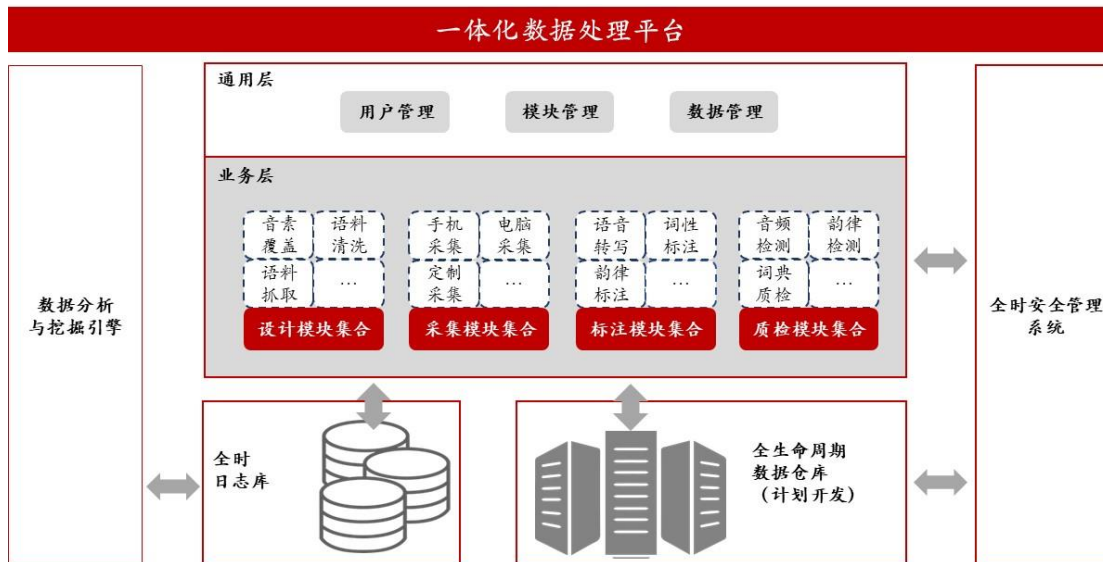 一体化数据处理平台
通用层
用户管理
模块管理
数据管理
业务层
音素
覆盖
语料
清洗
语料
抓取
…
设计模块集合
手机
采集
电脑
采集
定制
采集
…
采集模块集合
语音
转写
词性
标注
韵律
标注
…
标注模块集合
音频
检测
韵律
检测
词典
质检
…
质检模块集合
数据分析
与挖掘引擎
全时安全管理
系统
全时
日志库
全生命周期
数据仓库
（计划开发）